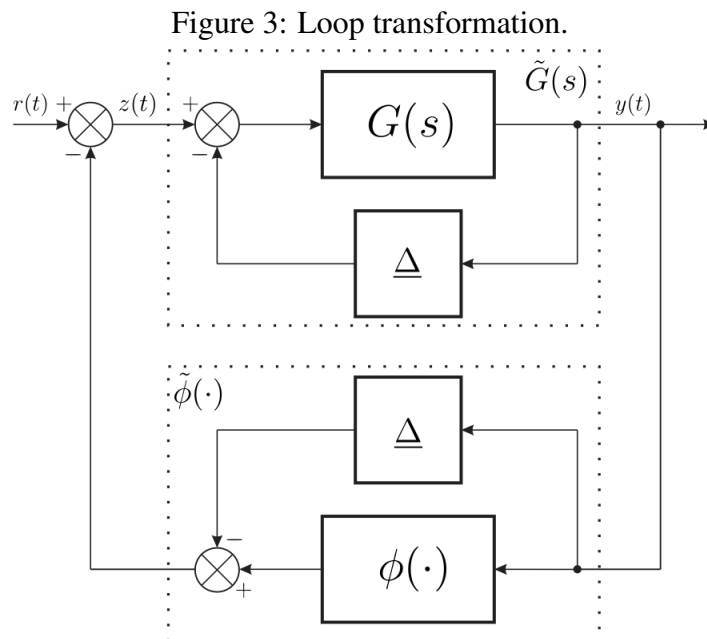 Figure 3: Loop transformation.
G̃(s)
r(t) + z(t) + G(s) y(t)
− −
Δ̲
ϕ̃(·)
Δ̲
−
ϕ(·)
+